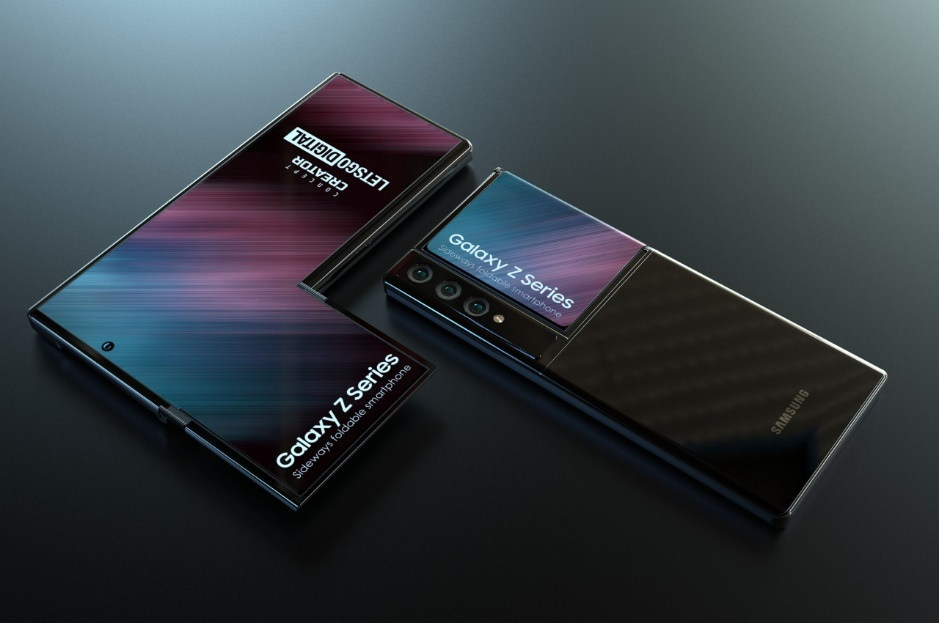 LETSGODIGITAL
CONCEPT
CREATOR
Galaxy Z Series
Sideways foldable smartphone
Galaxy Z Series
Sideways foldable smartphone
SAMSUNG